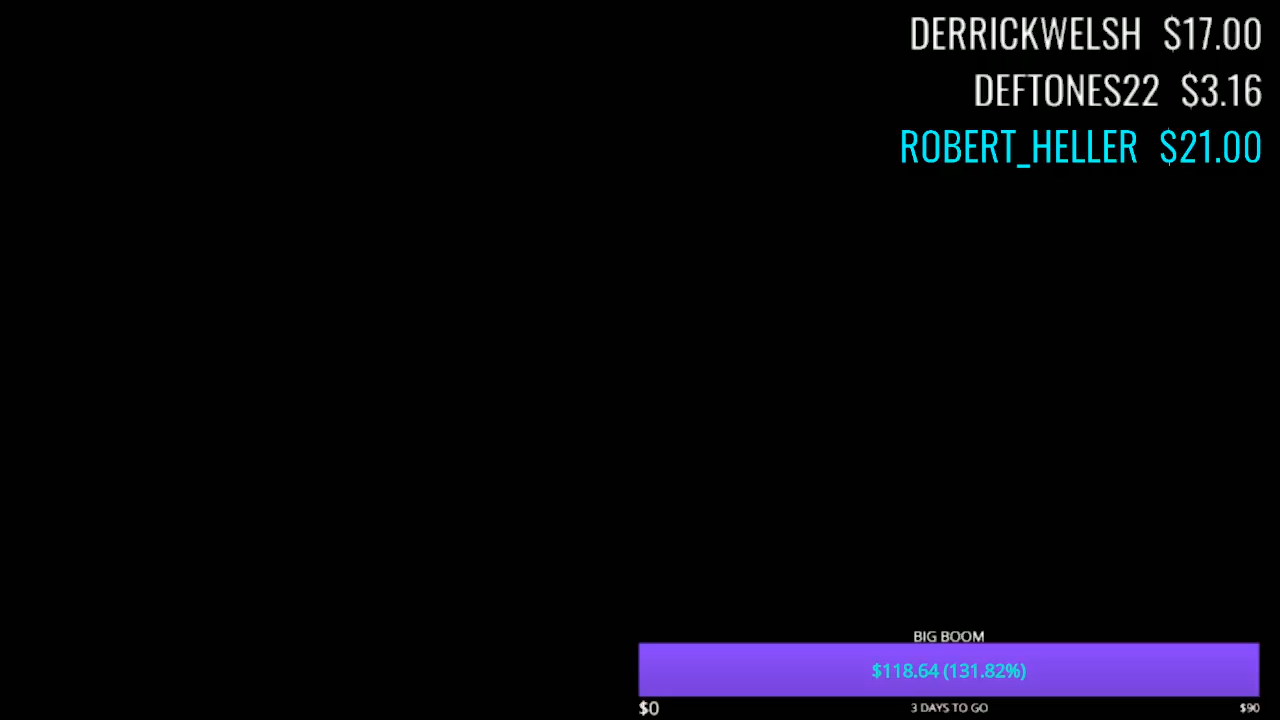 DERRICKWELSH $17.00
DEFTONES22 $3.16
ROBERT_HELLER $21.00
BIG BOOM
$118.64 (131.82%)
$0 3 DAYS TO GO $90